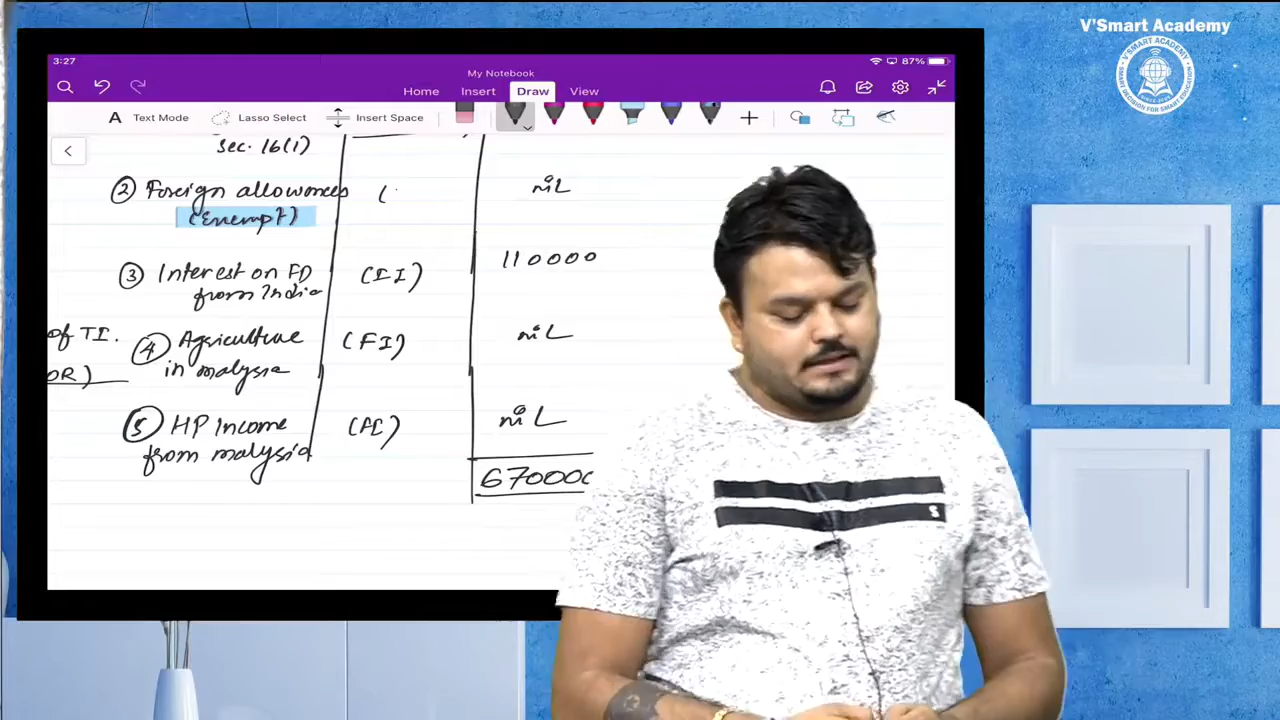 V'Smart Academy
3:27
87%
My Notebook
Home Insert Draw View
Text Mode Lasso Select Insert Space
sec. 16(1)
② Foreign allowances ( niL
(Exempt)
③ Interest on FD (II) 110000
from India
of TI.
④ Agriculture (FI) niL
in malysia
OR)
⑤ HP Income niL
from malysia
670000
S